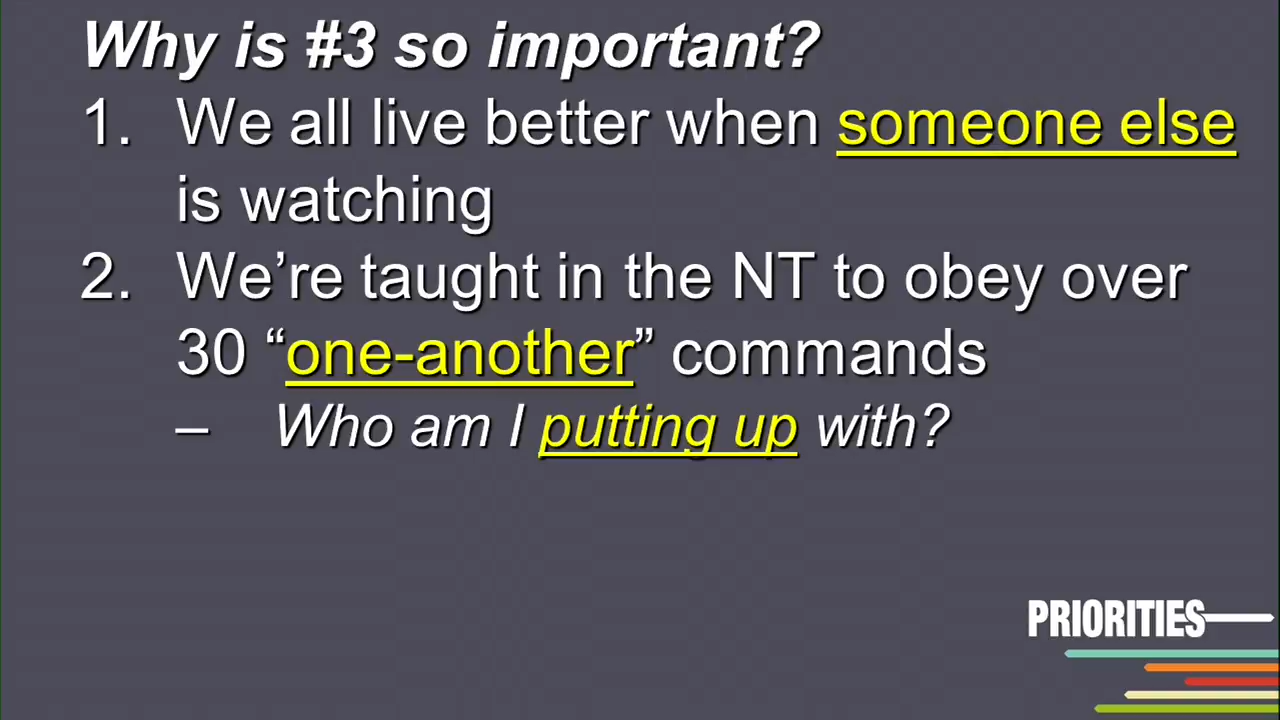 Why is #3 so important?
1. We all live better when someone else
is watching
2. We’re taught in the NT to obey over
30 “one-another” commands
– Who am I putting up with?
PRIORITIES